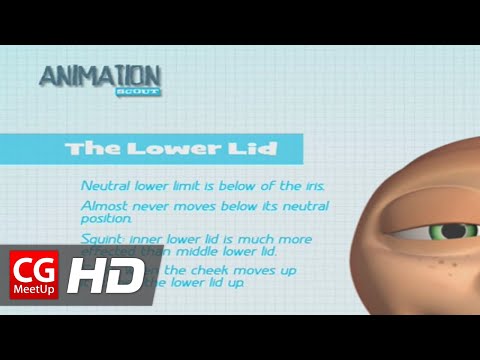 ANIMATION
SCOUT
The Lower Lid
Neutral lower limit is below of the iris.
Almost never moves below its neutral
position.
Squint: inner lower lid is much more
effected than middle lower lid.
en the cheek moves up
the lid up.
CG
MeetUp
HD